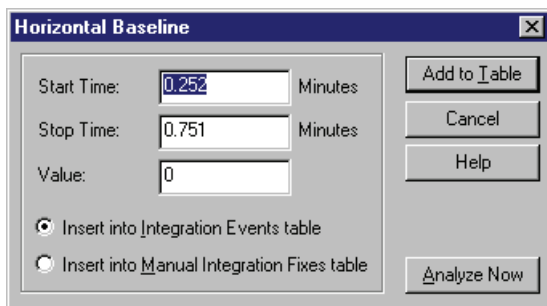 Horizontal Baseline
Start Time: 0.252 Minutes
Stop Time: 0.751 Minutes
Value: 0
Insert into Integration Events table
Insert into Manual Integration Fixes table
Add to Table
Cancel
Help
Analyze Now